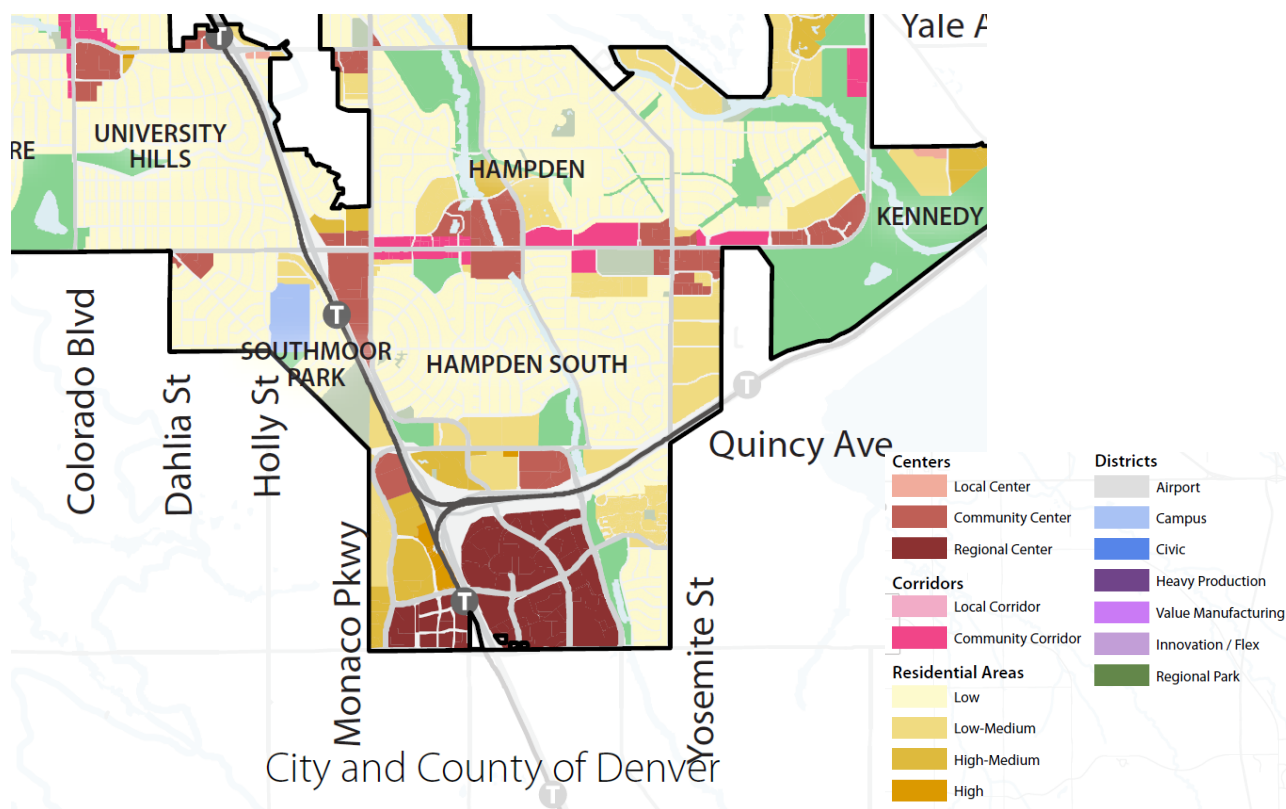 Yale A
UNIVERSITY
HILLS
RE
HAMPDEN
KENNEDY
T
T
SOUTHMOOR
PARK
HAMPDEN SOUTH
L
T
Colorado Blvd
Dahlia St
Holly St
Quincy Ave
Monaco Pkwy
T
Yosemite St
City and County of Denver
T
Centers
Local Center
Community Center
Regional Center
Corridors
Local Corridor
Community Corridor
Residential Areas
Low
Low-Medium
High-Medium
High
Districts
Airport
Campus
Civic
Heavy Production
Value Manufacturing
Innovation / Flex
Regional Park